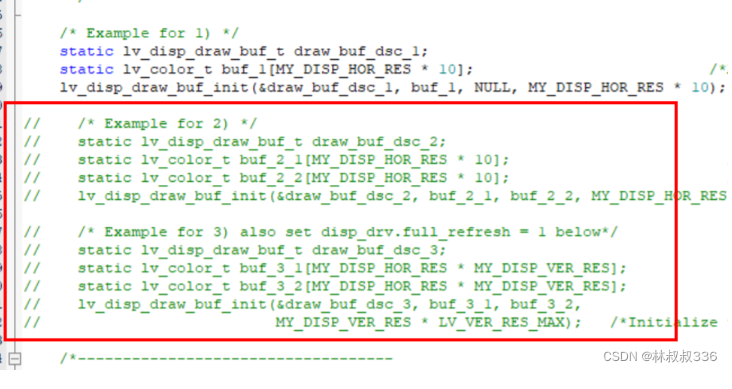 /* Example for 1) */
static lv_disp_draw_buf_t draw_buf_dsc_1;
static lv_color_t buf_1[MY_DISP_HOR_RES * 10]; /*
lv_disp_draw_buf_init(&draw_buf_dsc_1, buf_1, NULL, MY_DISP_HOR_RES * 10);
// /* Example for 2) */
// static lv_disp_draw_buf_t draw_buf_dsc_2;
// static lv_color_t buf_2_1[MY_DISP_HOR_RES * 10];
// static lv_color_t buf_2_2[MY_DISP_HOR_RES * 10];
// lv_disp_draw_buf_init(&draw_buf_dsc_2, buf_2_1, buf_2_2, MY_DISP_HOR_RES
// /* Example for 3) also set disp_drv.full_refresh = 1 below*/
// static lv_disp_draw_buf_t draw_buf_dsc_3;
// static lv_color_t buf_3_1[MY_DISP_HOR_RES * MY_DISP_VER_RES];
// static lv_color_t buf_3_2[MY_DISP_HOR_RES * MY_DISP_VER_RES];
// lv_disp_draw_buf_init(&draw_buf_dsc_3, buf_3_1, buf_3_2,
// MY_DISP_VER_RES * LV_VER_RES_MAX); /*Initialize
/*-----------------------------------
CSDN @林叔叔336